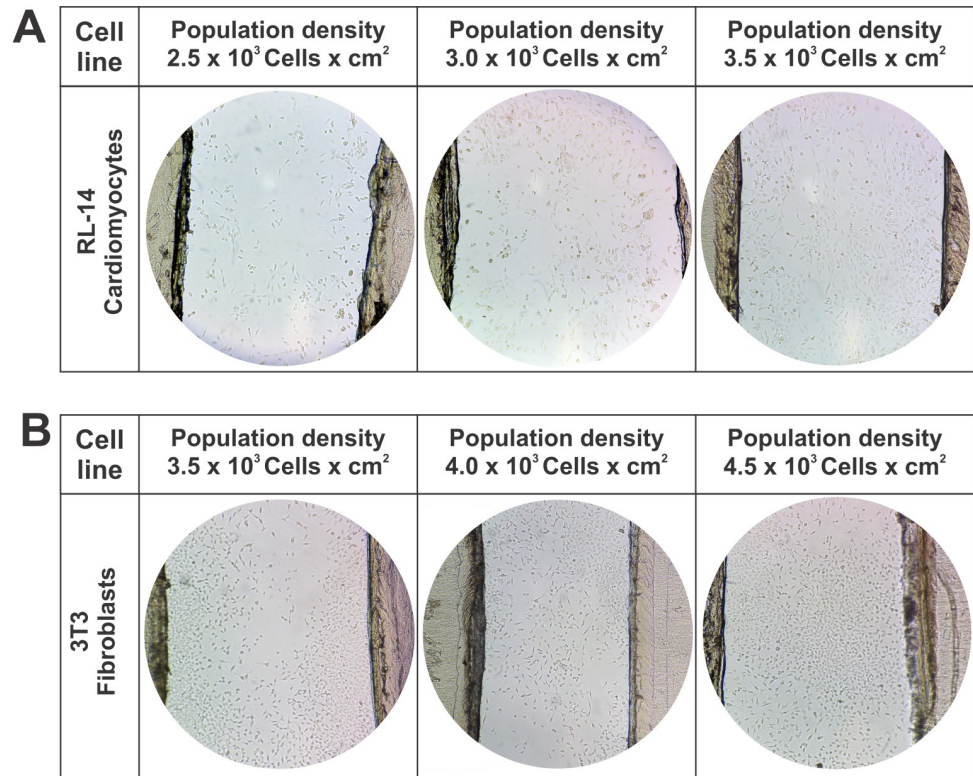 A
Cell
line
Population density
2.5 x 10³ Cells x cm²
Population density
3.0 x 10³ Cells x cm²
Population density
3.5 x 10³ Cells x cm²
RL-14
Cardiomyocytes
B
Cell
line
Population density
3.5 x 10³ Cells x cm²
Population density
4.0 x 10³ Cells x cm²
Population density
4.5 x 10³ Cells x cm²
3T3
Fibroblasts